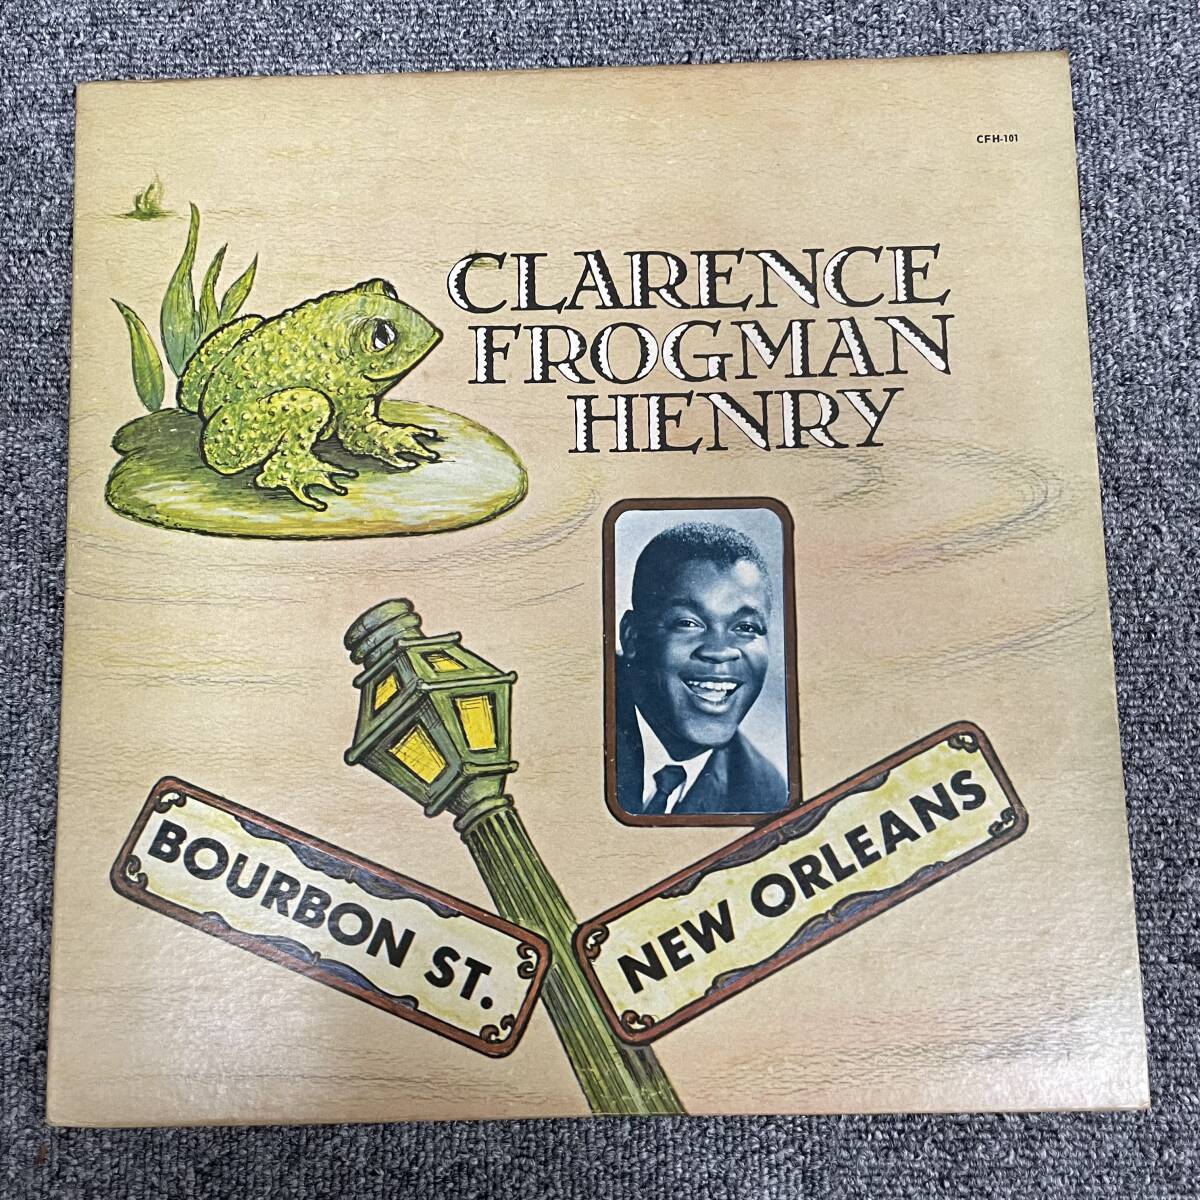 CFH-101
CLARENCE
FROGMAN
HENRY
BOURBON ST.
NEW ORLEANS